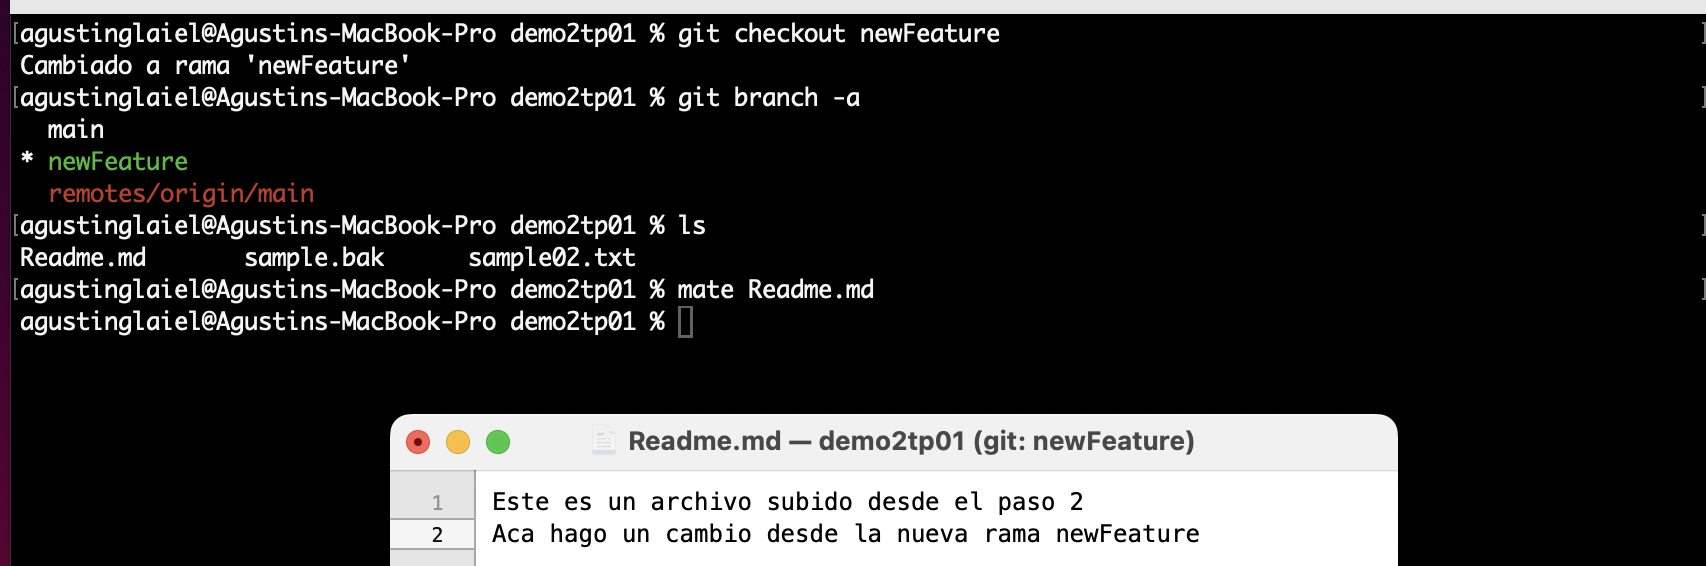 [agustinglaiel@Agustins-MacBook-Pro demo2tp01 % git checkout newFeature ]
Cambiado a rama 'newFeature'
[agustinglaiel@Agustins-MacBook-Pro demo2tp01 % git branch -a ]
main
* newFeature
remotes/origin/main
[agustinglaiel@Agustins-MacBook-Pro demo2tp01 % ls ]
Readme.md sample.bak sample02.txt
[agustinglaiel@Agustins-MacBook-Pro demo2tp01 % mate Readme.md ]
agustinglaiel@Agustins-MacBook-Pro demo2tp01 %
Readme.md — demo2tp01 (git: newFeature)
1 Este es un archivo subido desde el paso 2
2 Aca hago un cambio desde la nueva rama newFeature